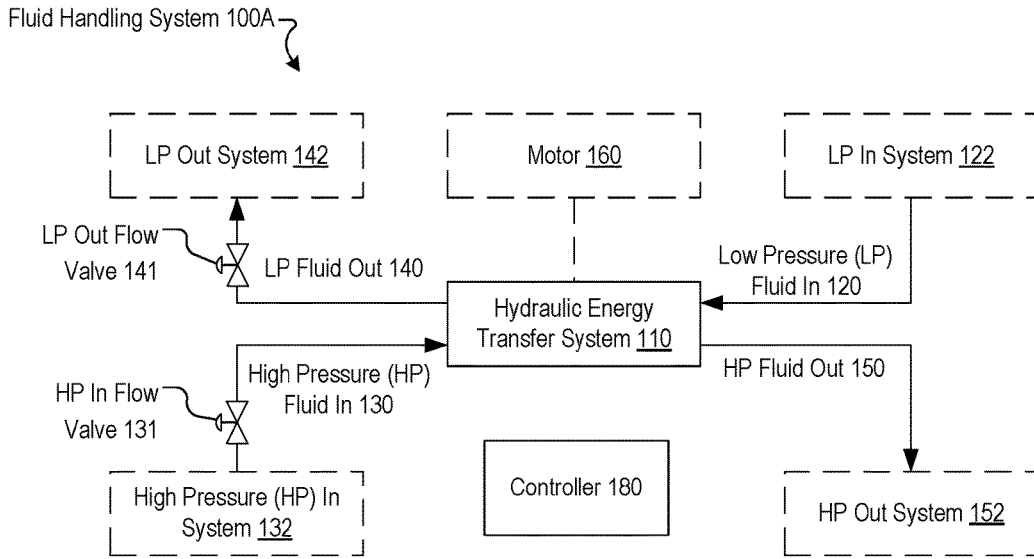 Fluid Handling System 100A
LP Out System 142
Motor 160
LP In System 122
LP Out Flow
Valve 141
LP Fluid Out 140
Low Pressure (LP)
Fluid In 120
Hydraulic Energy
Transfer System 110
HP In Flow
Valve 131
High Pressure (HP)
Fluid In 130
HP Fluid Out 150
High Pressure (HP) In
System 132
Controller 180
HP Out System 152